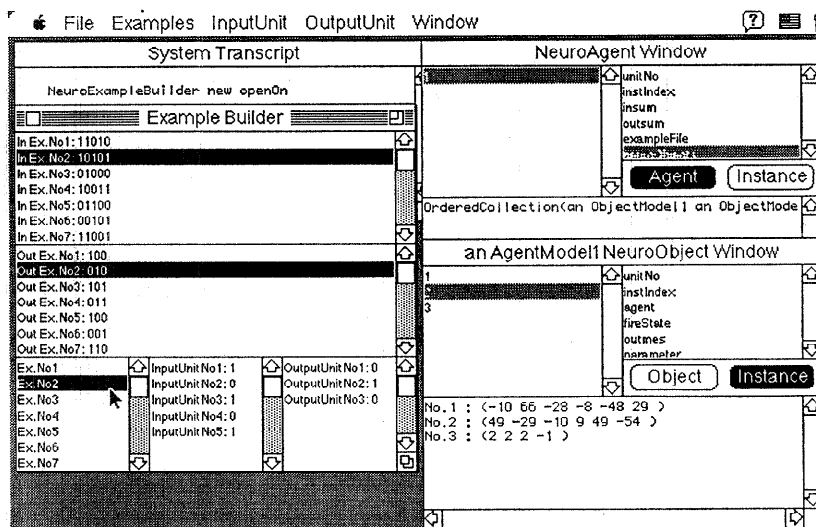 File Examples InputUnit OutputUnit Window
System Transcript
NeuroExampleBuilder new openOn
Example Builder
In Ex.No1: 11010
In Ex.No2: 10101
In Ex.No3: 01000
In Ex.No4: 10011
In Ex.No5: 01100
In Ex.No6: 00101
In Ex.No7: 11001
Out Ex.No1: 100
Out Ex.No2: 010
Out Ex.No3: 101
Out Ex.No4: 011
Out Ex.No5: 100
Out Ex.No6: 001
Out Ex.No7: 110
Ex.No1
Ex.No2
Ex.No3
Ex.No4
Ex.No5
Ex.No6
Ex.No7
InputUnitNo1: 1
InputUnitNo2: 0
InputUnitNo3: 1
InputUnitNo4: 0
InputUnitNo5: 1
OutputUnitNo1: 0
OutputUnitNo2: 1
OutputUnitNo3: 0
NeuroAgent Window
1
unitNo
instIndex
insum
outsum
exampleFile
Agent Instance
OrderedCollection(an ObjectModel1 an ObjectMode
an AgentModel1 NeuroObject Window
1
2
3
unitNo
instIndex
agent
fireState
outmes
parameter
Object Instance
No.1 : (-10 66 -28 -8 -48 29 )
No.2 : (49 -29 -10 9 49 -54 )
No.3 : (2 2 2 -1 )